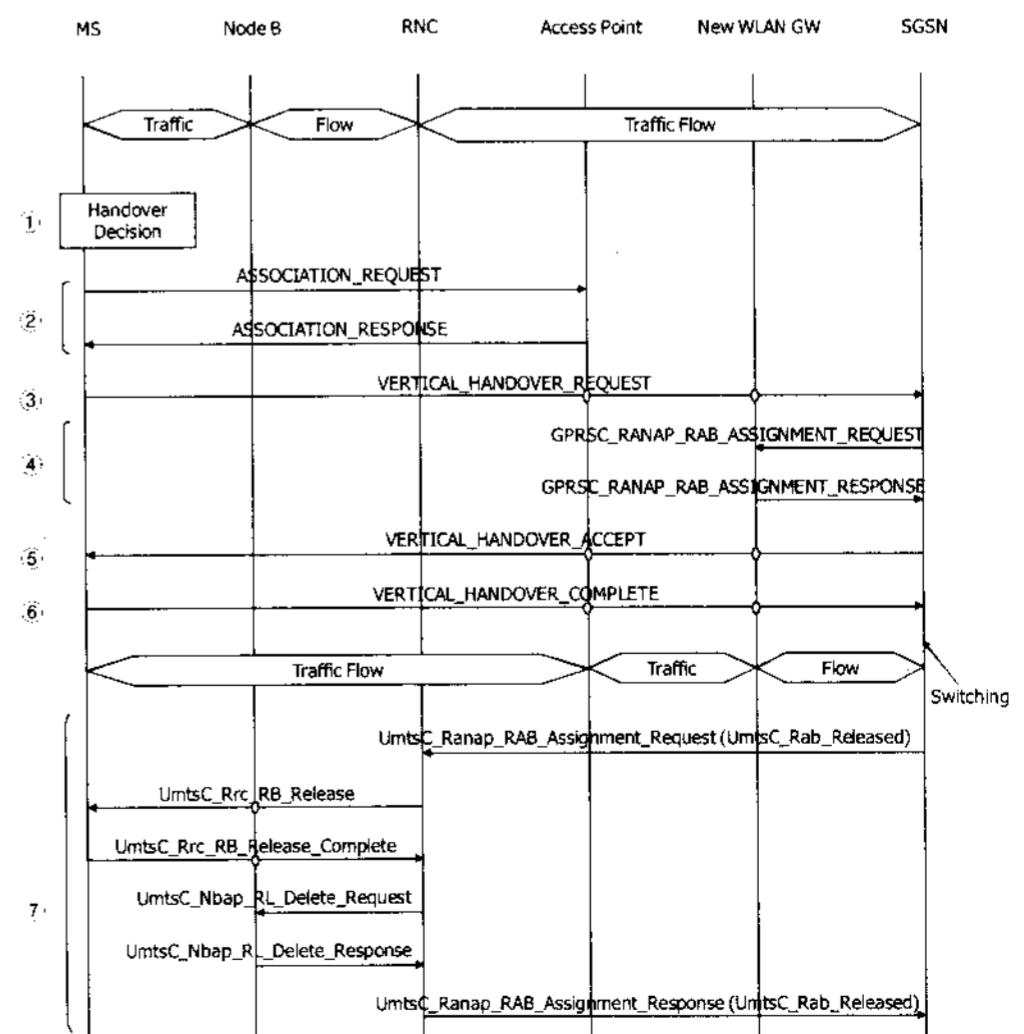 MS Node B RNC Access Point New WLAN GW SGSN
Traffic Flow Traffic Flow
1 Handover
Decision
ASSOCIATION_REQUEST
2
ASSOCIATION_RESPONSE
VERTICAL_HANDOVER_REQUEST
3
GPRSC_RANAP_RAB_ASSIGNMENT_REQUEST
4
GPRSC_RANAP_RAB_ASSIGNMENT_RESPONSE
VERTICAL_HANDOVER_ACCEPT
5
VERTICAL_HANDOVER_COMPLETE
6
Traffic Flow Traffic Flow
Switching
UmtsC_Ranap_RAB_Assignment_Request (UmtsC_Rab_Released)
UmtsC_Rrc_RB_Release
UmtsC_Rrc_RB_Release_Complete
UmtsC_Nbap_RL_Delete_Request
7
UmtsC_Nbap_RL_Delete_Response
UmtsC_Ranap_RAB_Assignment_Response (UmtsC_Rab_Released)